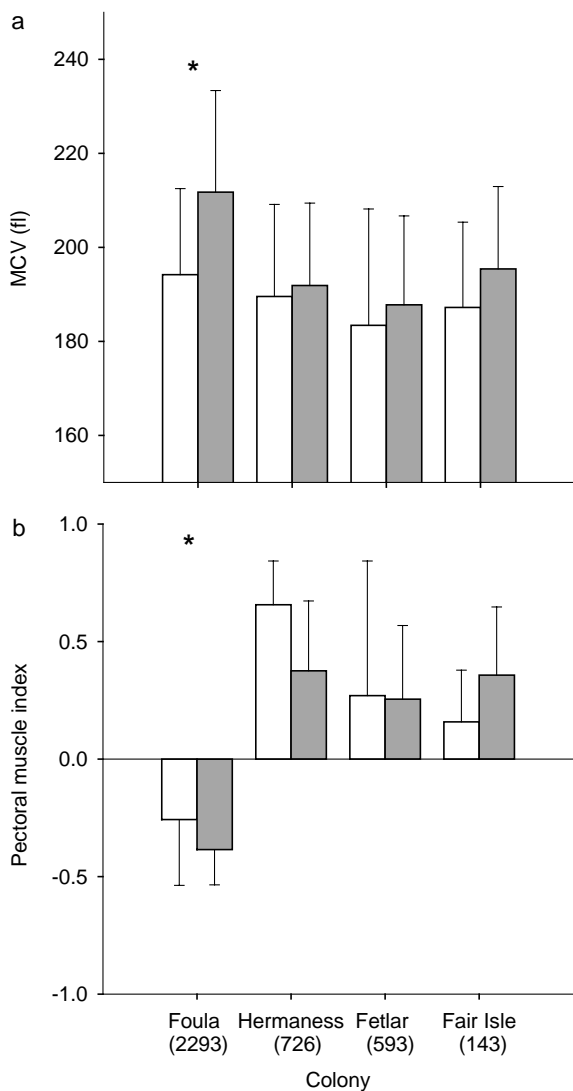 a
MCV (fl)
240
220
200
180
160
*
b
Pectoral muscle index
1.0
0.5
0.0
-0.5
-1.0
*
Foula Hermaness Fetlar Fair Isle
(2293) (726) (593) (143)
Colony